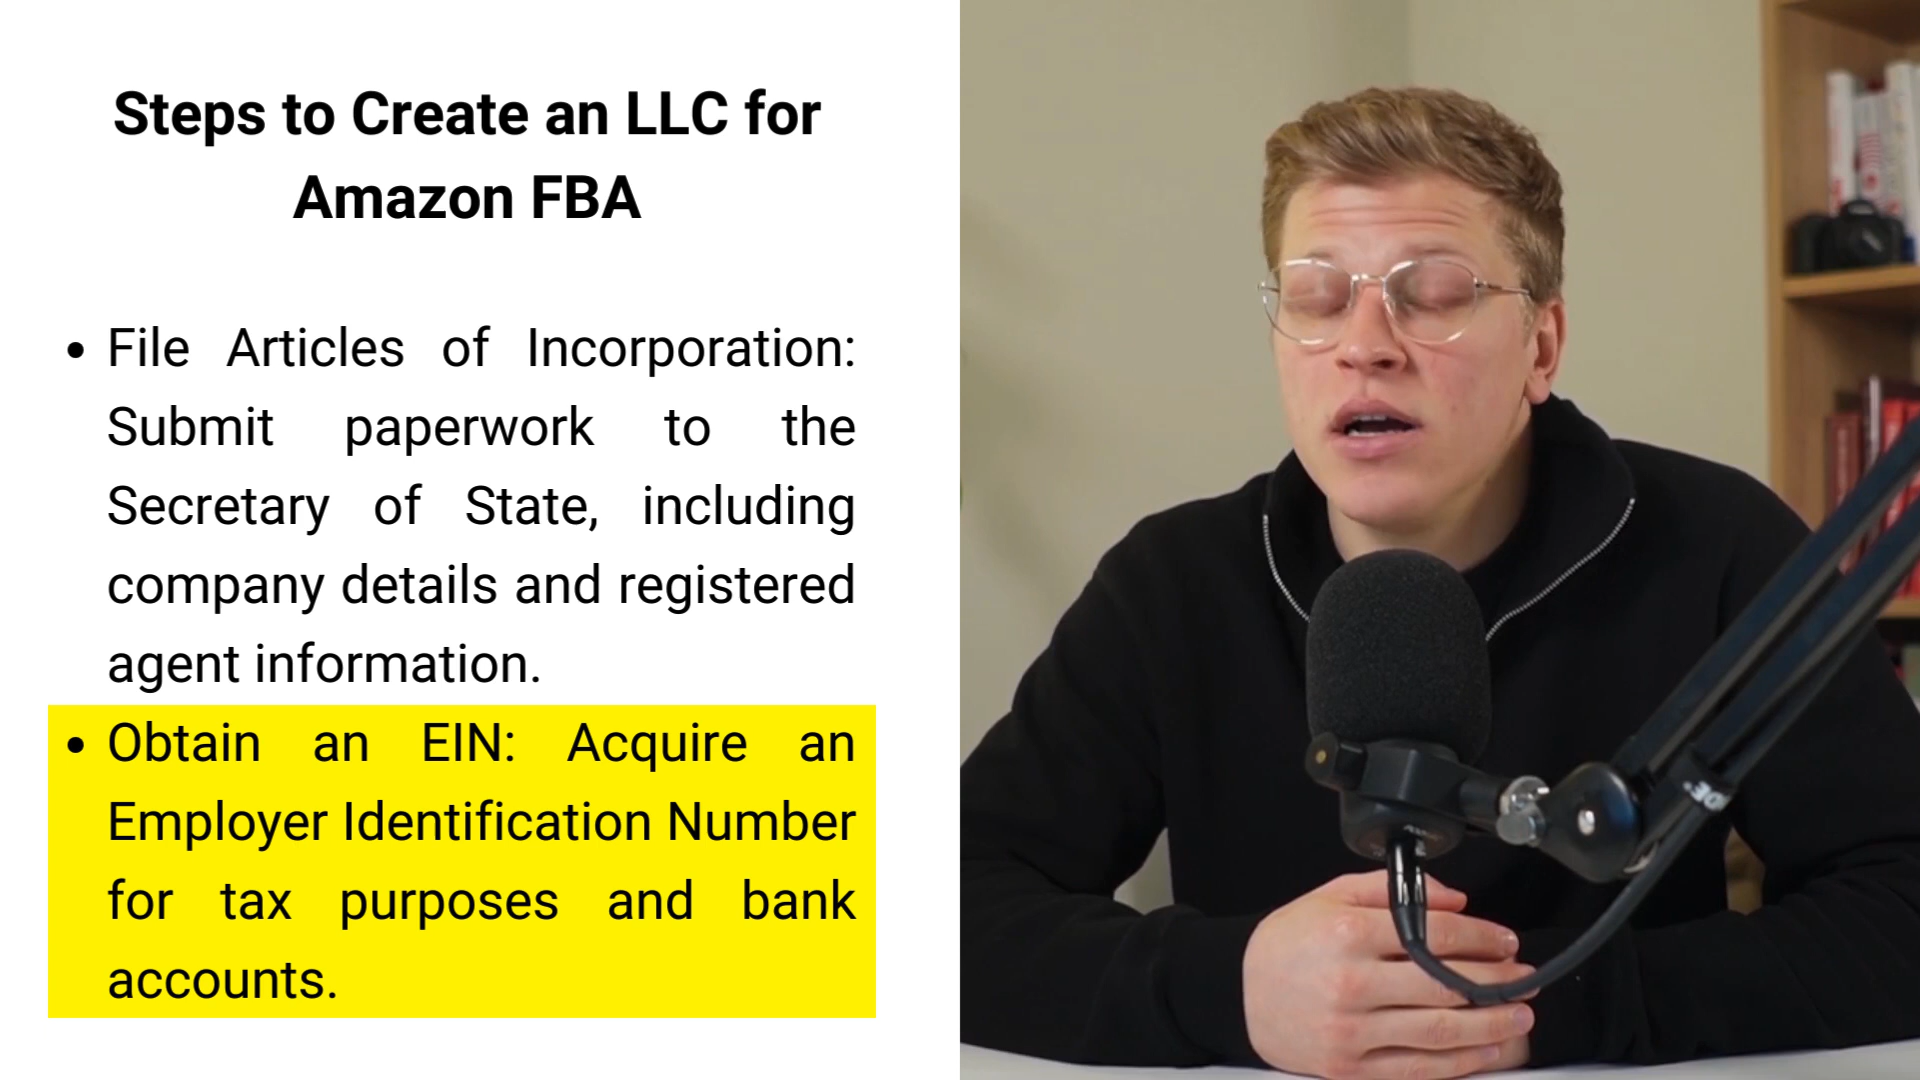 Steps to Create an LLC for
Amazon FBA
• File Articles of Incorporation:
Submit paperwork to the
Secretary of State, including
company details and registered
agent information.
• Obtain an EIN: Acquire an
Employer Identification Number
for tax purposes and bank
accounts.